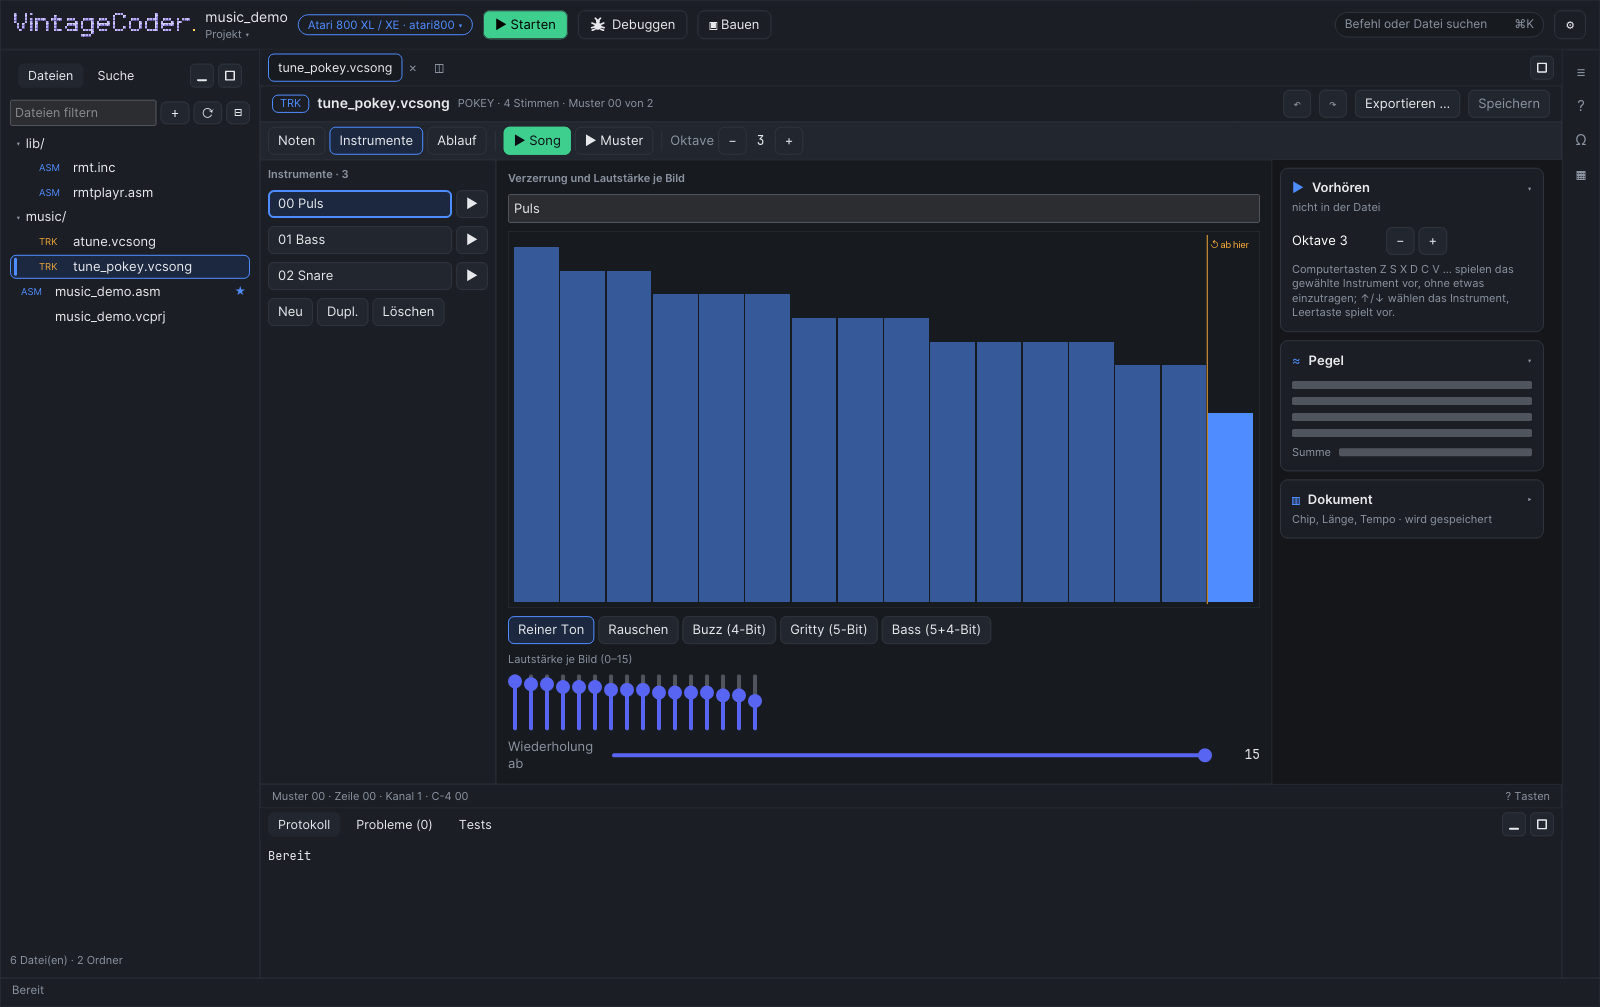 VintageCoder.
music_demo
Projekt
Atari 800 XL / XE · atari800
Starten
Debuggen
Bauen
Befehl oder Datei suchen ⌘K
Dateien
Suche
Dateien filtern
+
lib/
ASM rmt.inc
ASM rmtplayr.asm
music/
TRK atune.vcsong
TRK tune_pokey.vcsong
ASM music_demo.asm ★
music_demo.vcprj
6 Datei(en) · 2 Ordner
tune_pokey.vcsong ×
TRK tune_pokey.vcsong POKEY · 4 Stimmen · Muster 00 von 2
Exportieren ...
Speichern
Noten
Instrumente
Ablauf
Song
Muster
Oktave − 3 +
Instrumente · 3
00 Puls
01 Bass
02 Snare
Neu
Dupl.
Löschen
Verzerrung und Lautstärke je Bild
Puls
↺ ab hier
Reiner Ton
Rauschen
Buzz (4-Bit)
Gritty (5-Bit)
Bass (5+4-Bit)
Lautstärke je Bild (0–15)
Wiederholung
ab
15
Vorhören
nicht in der Datei
Oktave 3 − +
Computertasten Z S X D C V ... spielen das
gewählte Instrument vor, ohne etwas
einzutragen; ↑/↓ wählen das Instrument,
Leertaste spielt vor.
≈ Pegel
Summe
Dokument
Chip, Länge, Tempo · wird gespeichert
≡
?
Ω
Muster 00 · Zeile 00 · Kanal 1 · C-4 00
? Tasten
Protokoll
Probleme (0)
Tests
Bereit
Bereit